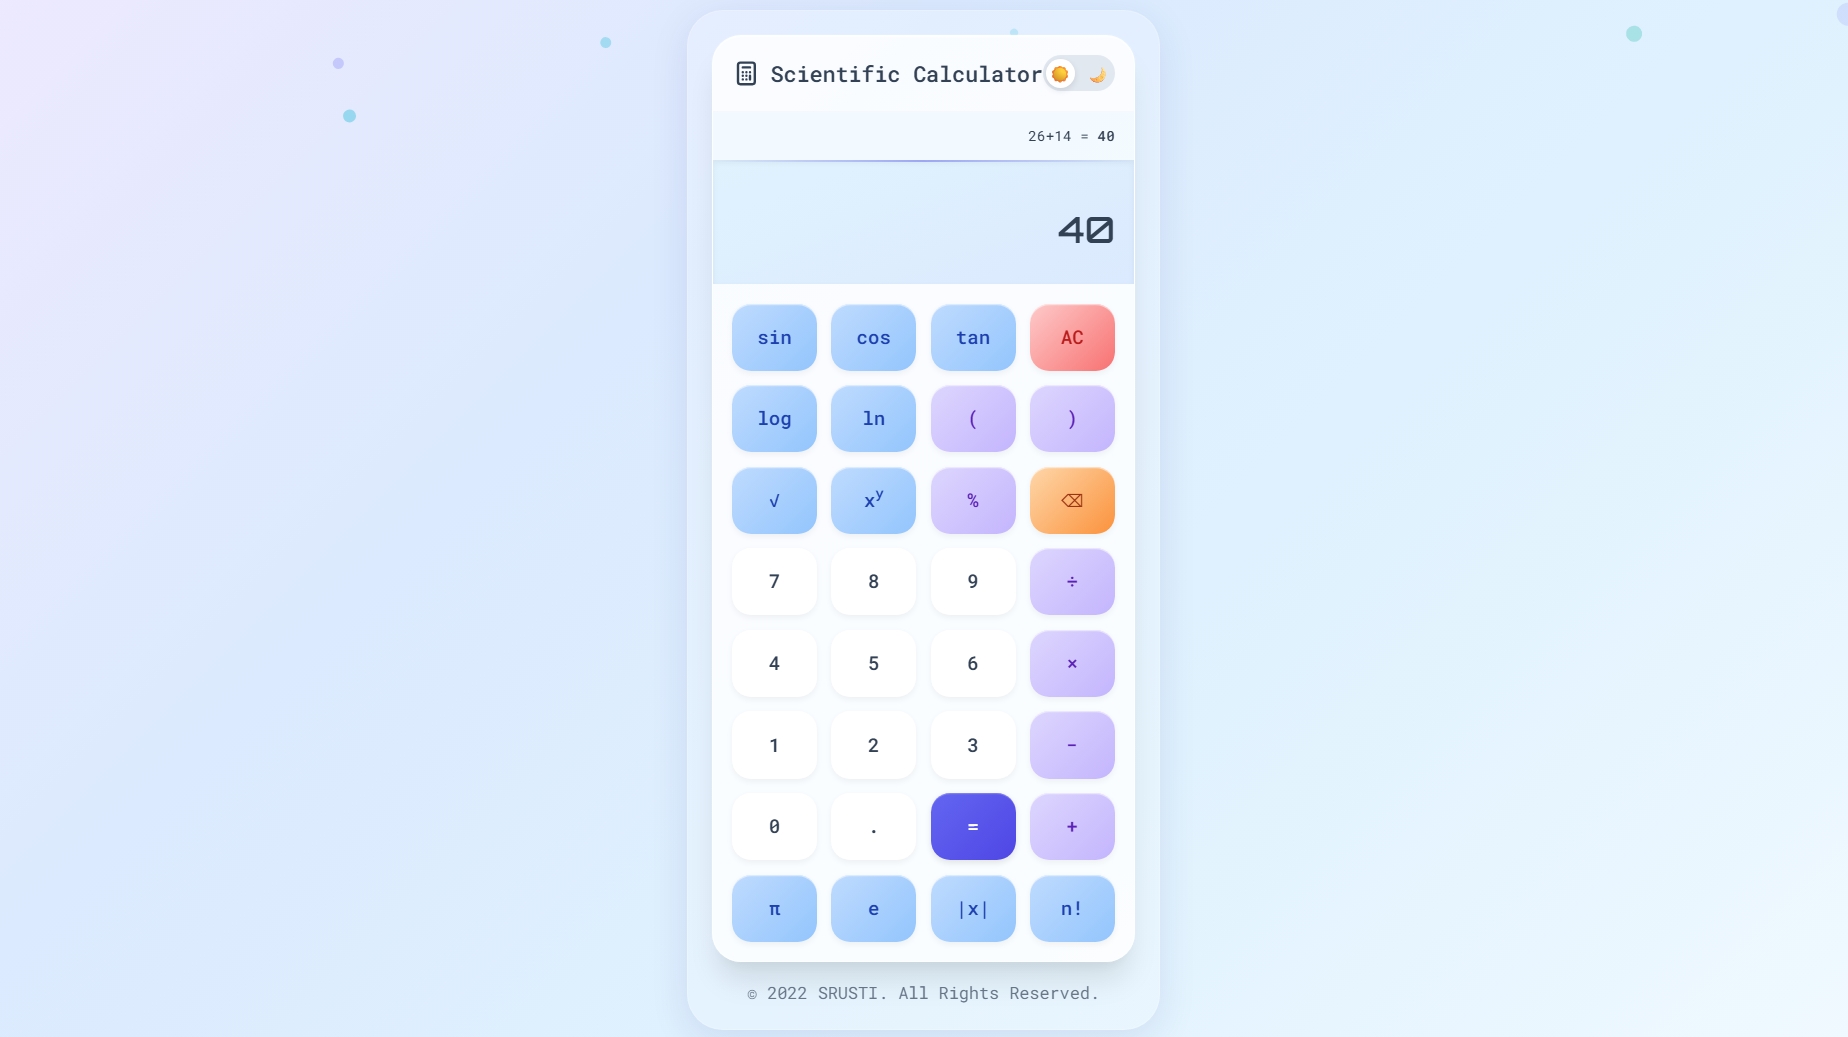 Scientific Calculator
26+14 = 40
40
sin cos tan AC
log ln ( )
√ xʸ % ⌫
7 8 9 ÷
4 5 6 ×
1 2 3 −
0 . = +
π e |x| n!
© 2022 SRUSTI. All Rights Reserved.